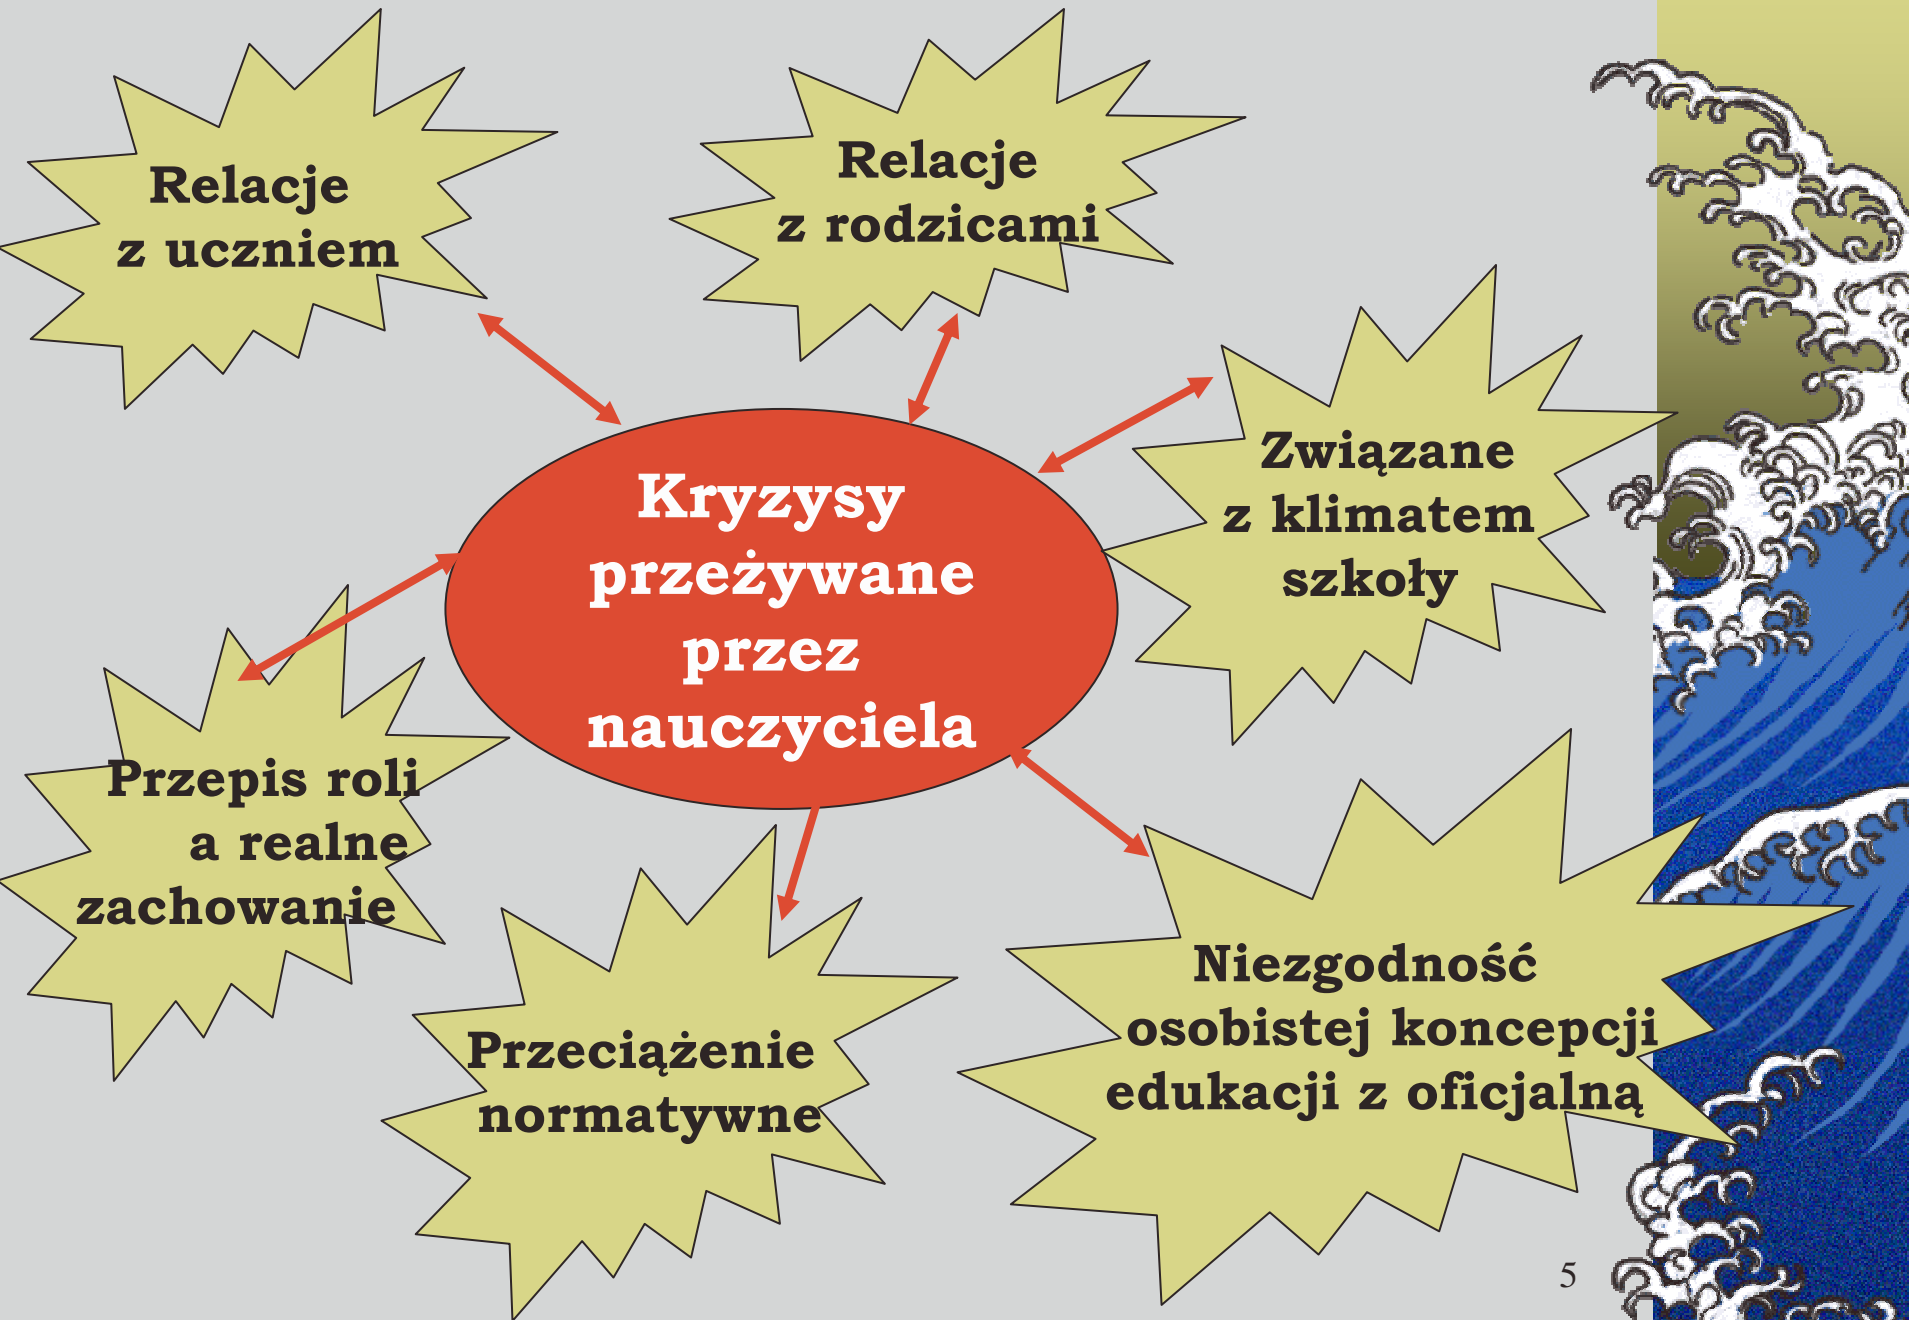 Relacje
z uczniem
Relacje
z rodzicami
Związane
z klimatem
szkoły
Kryzysy
przeżywane
przez
nauczyciela
Przepis roli
a realne
zachowanie
Przeciążenie
normatywne
Niezgodność
osobistej koncepcji
edukacji z oficjalną
5